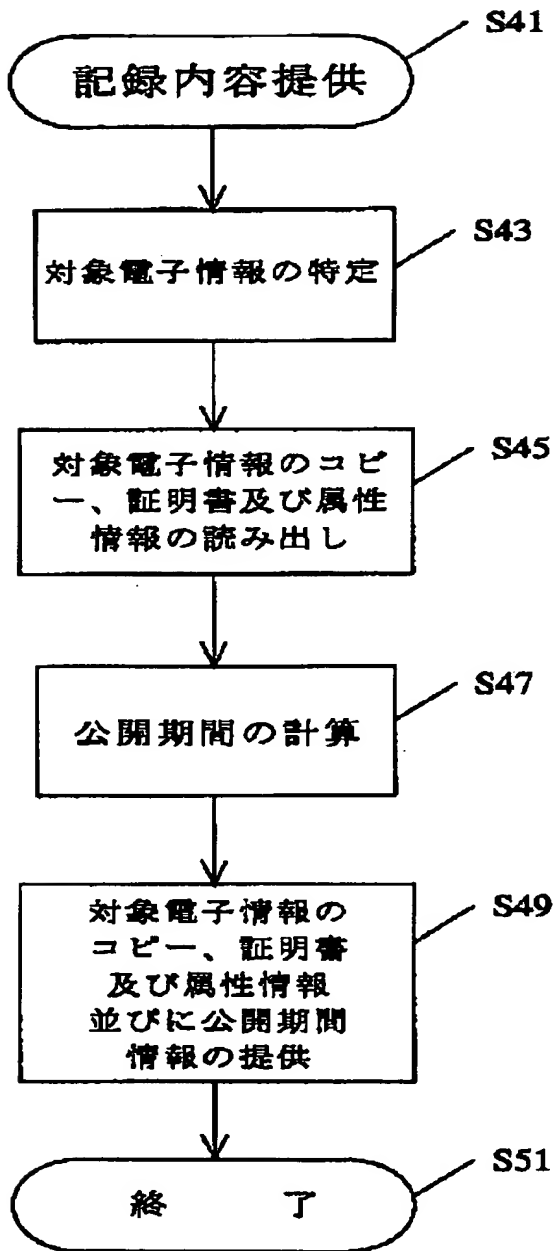 S41
記録内容提供
S43
対象電子情報の特定
S45
対象電子情報のコピ
ー、証明書及び属性
情報の読み出し
S47
公開期間の計算
S49
対象電子情報の
コピー、証明書
及び属性情報
並びに公開期間
情報の提供
S51
終 了